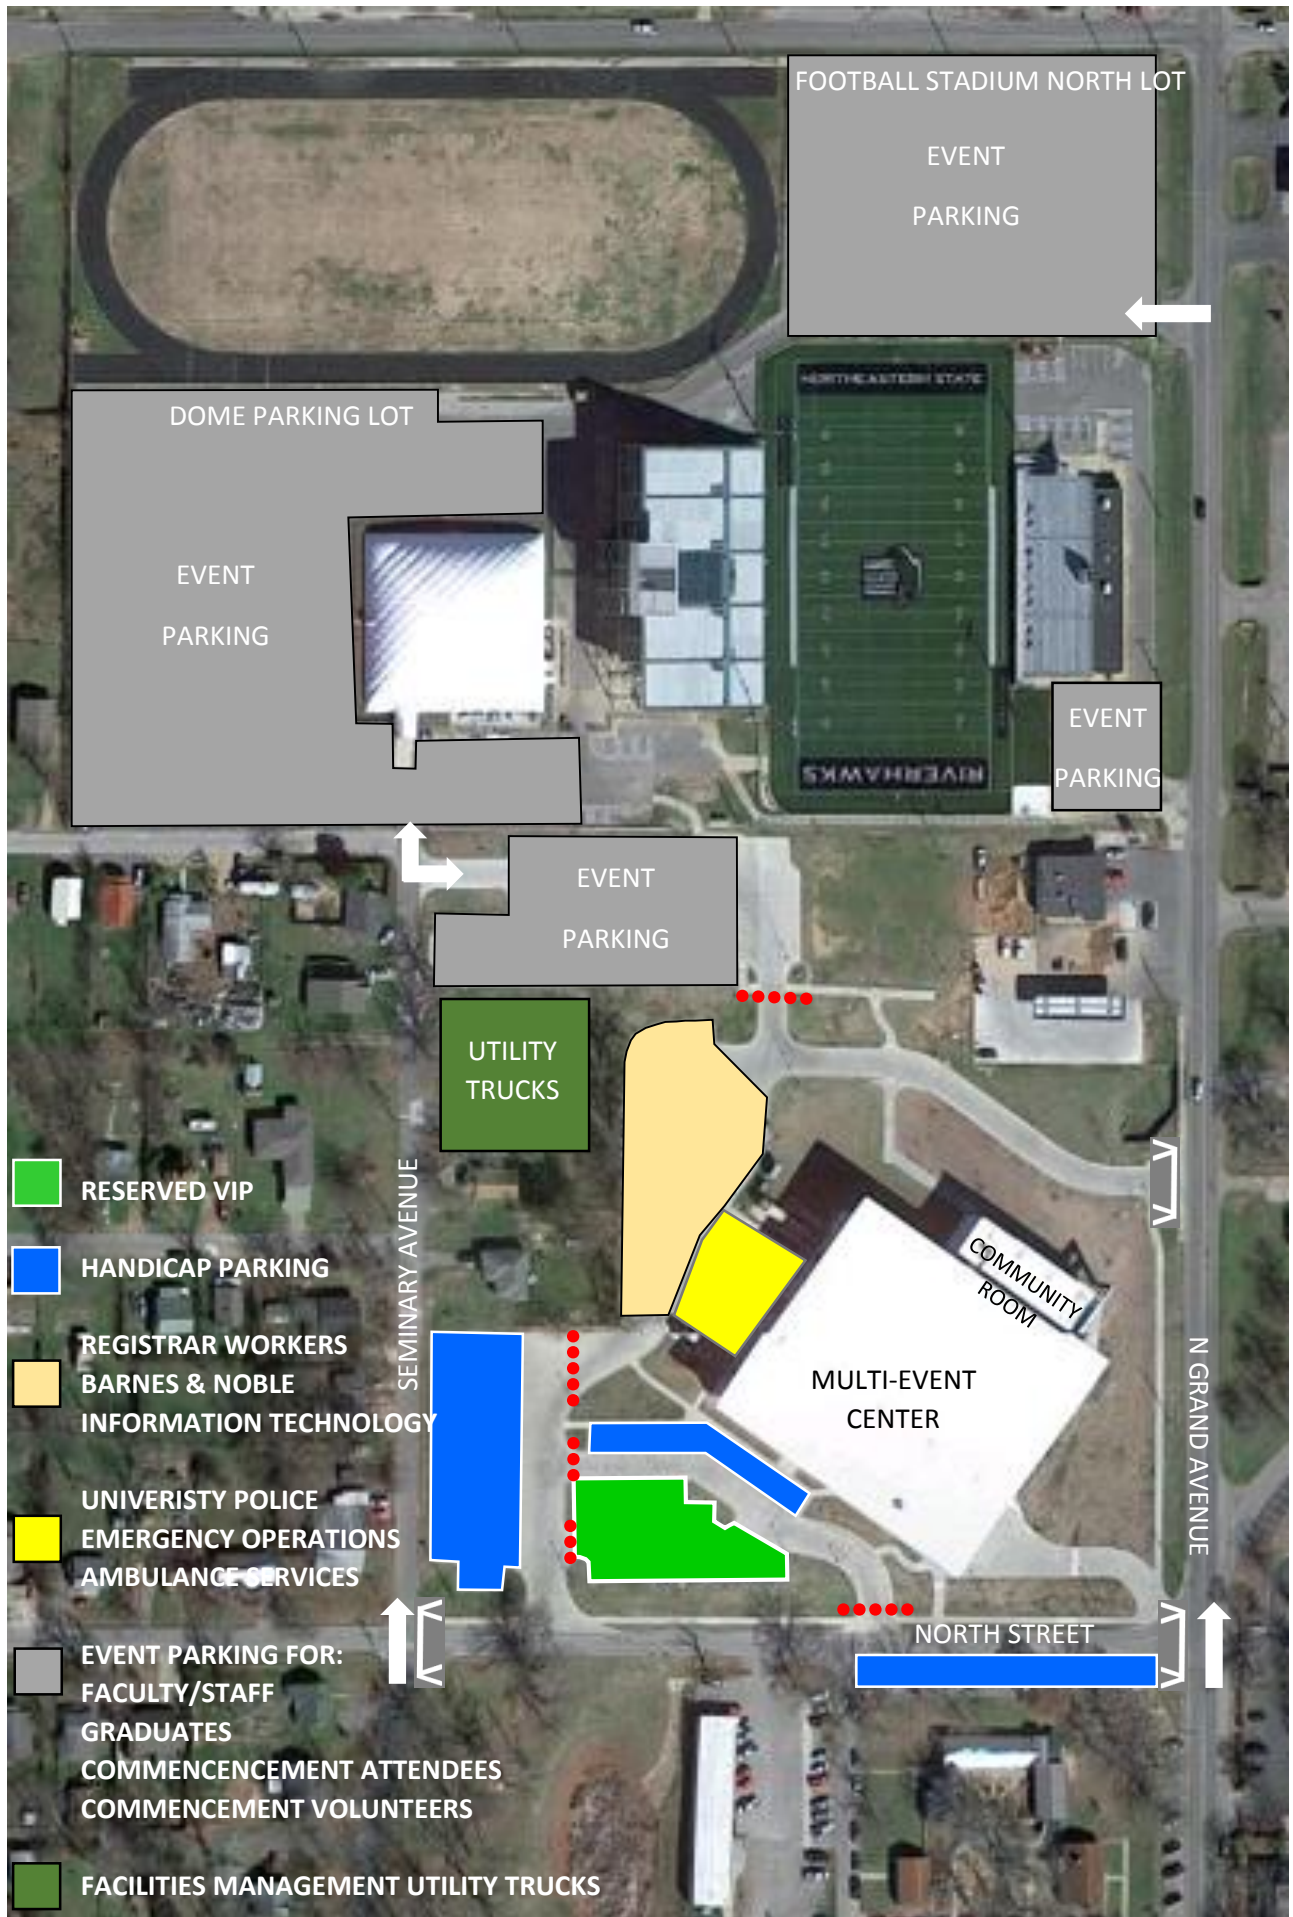 FOOTBALL STADIUM NORTH LOT
EVENT
PARKING
NORTHEASTERN STATE
DOME PARKING LOT
EVENT
PARKING
EVENT
PARKING
RIVERHAWKS
EVENT
PARKING
UTILITY
TRUCKS
SEMINARY AVENUE
COMMUNITY
ROOM
MULTI-EVENT
CENTER
N GRAND AVENUE
NORTH STREET
RESERVED VIP
HANDICAP PARKING
REGISTRAR WORKERS
BARNES & NOBLE
INFORMATION TECHNOLOGY
UNIVERISTY POLICE
EMERGENCY OPERATIONS
AMBULANCE SERVICES
EVENT PARKING FOR:
FACULTY/STAFF
GRADUATES
COMMENCENCEMENT ATTENDEES
COMMENCEMENT VOLUNTEERS
FACILITIES MANAGEMENT UTILITY TRUCKS